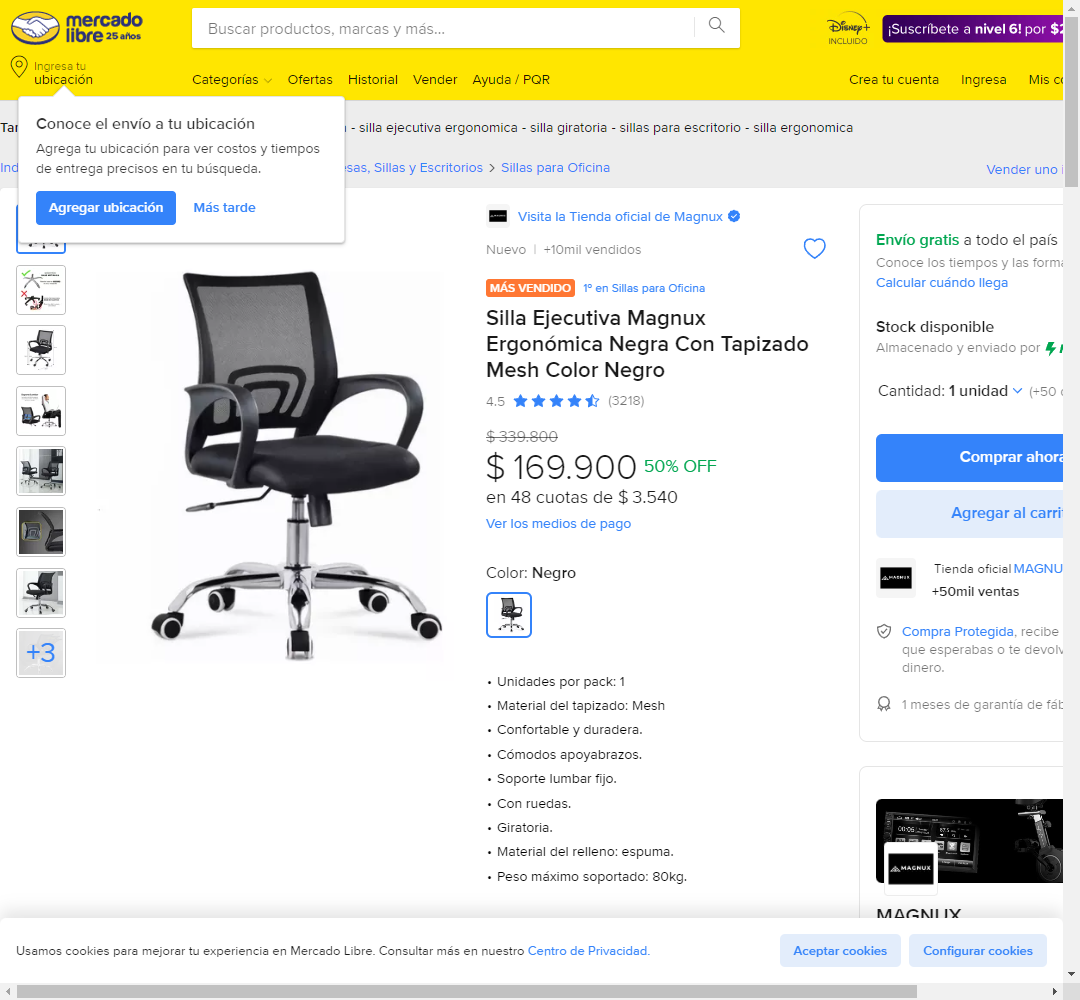 mercado
libre 25 años
Buscar productos, marcas y más...
Disney+
INCLUIDO
¡Suscríbete a nivel 6! por $2
Ingresa tu
ubicación
Categorías
Ofertas
Historial
Vender
Ayuda / PQR
Crea tu cuenta
Ingresa
Mis co
Conoce el envío a tu ubicación
Agrega tu ubicación para ver costos y tiempos
de entrega precisos en tu búsqueda.
Agregar ubicación
Más tarde
- silla ejecutiva ergonomica - silla giratoria - sillas para escritorio - silla ergonomica
esas, Sillas y Escritorios > Sillas para Oficina
Vender uno
Visita la Tienda oficial de Magnux
Nuevo | +10mil vendidos
MÁS VENDIDO 1º en Sillas para Oficina
Silla Ejecutiva Magnux
Ergonómica Negra Con Tapizado
Mesh Color Negro
4.5 (3218)
$ 339.800
$ 169.900 50% OFF
en 48 cuotas de $ 3.540
Ver los medios de pago
Color: Negro
+3
• Unidades por pack: 1
• Material del tapizado: Mesh
• Confortable y duradera.
• Cómodos apoyabrazos.
• Soporte lumbar fijo.
• Con ruedas.
• Giratoria.
• Material del relleno: espuma.
• Peso máximo soportado: 80kg.
Envío gratis a todo el país
Conoce los tiempos y las forma
Calcular cuándo llega
Stock disponible
Almacenado y enviado por
Cantidad: 1 unidad (+50
Comprar ahora
Agregar al carri
MAGNUX
Tienda oficial MAGNU
+50mil ventas
Compra Protegida, recibe
que esperabas o te devolv
dinero.
1 meses de garantía de fáb
MAGNUX
MAGNUX
Usamos cookies para mejorar tu experiencia en Mercado Libre. Consultar más en nuestro Centro de Privacidad.
Aceptar cookies
Configurar cookies